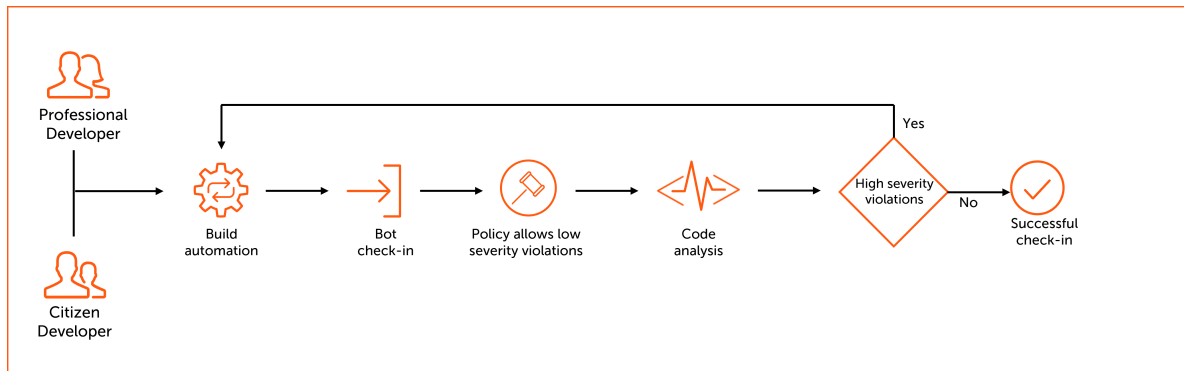 Professional
Developer
Citizen
Developer
Build
automation
Bot
check-in
Policy allows low
severity violations
Code
analysis
High severity
violations
Yes
No
Successful
check-in